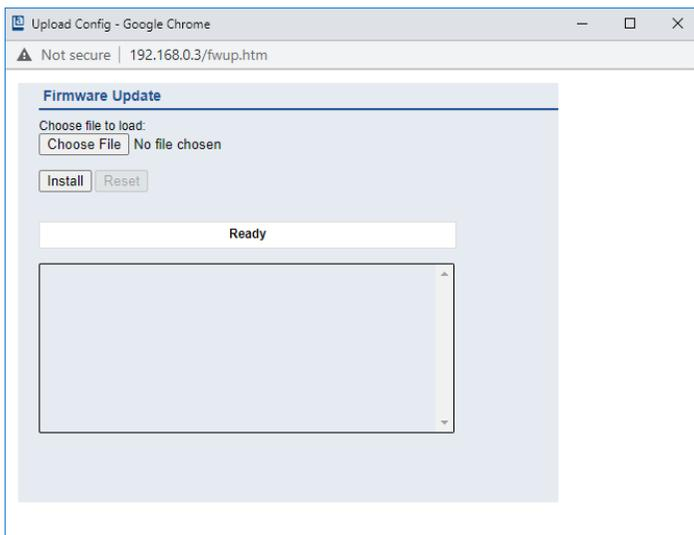 Upload Config - Google Chrome
Not secure | 192.168.0.3/fwup.htm
Firmware Update
Choose file to load:
Choose File No file chosen
Install Reset
Ready